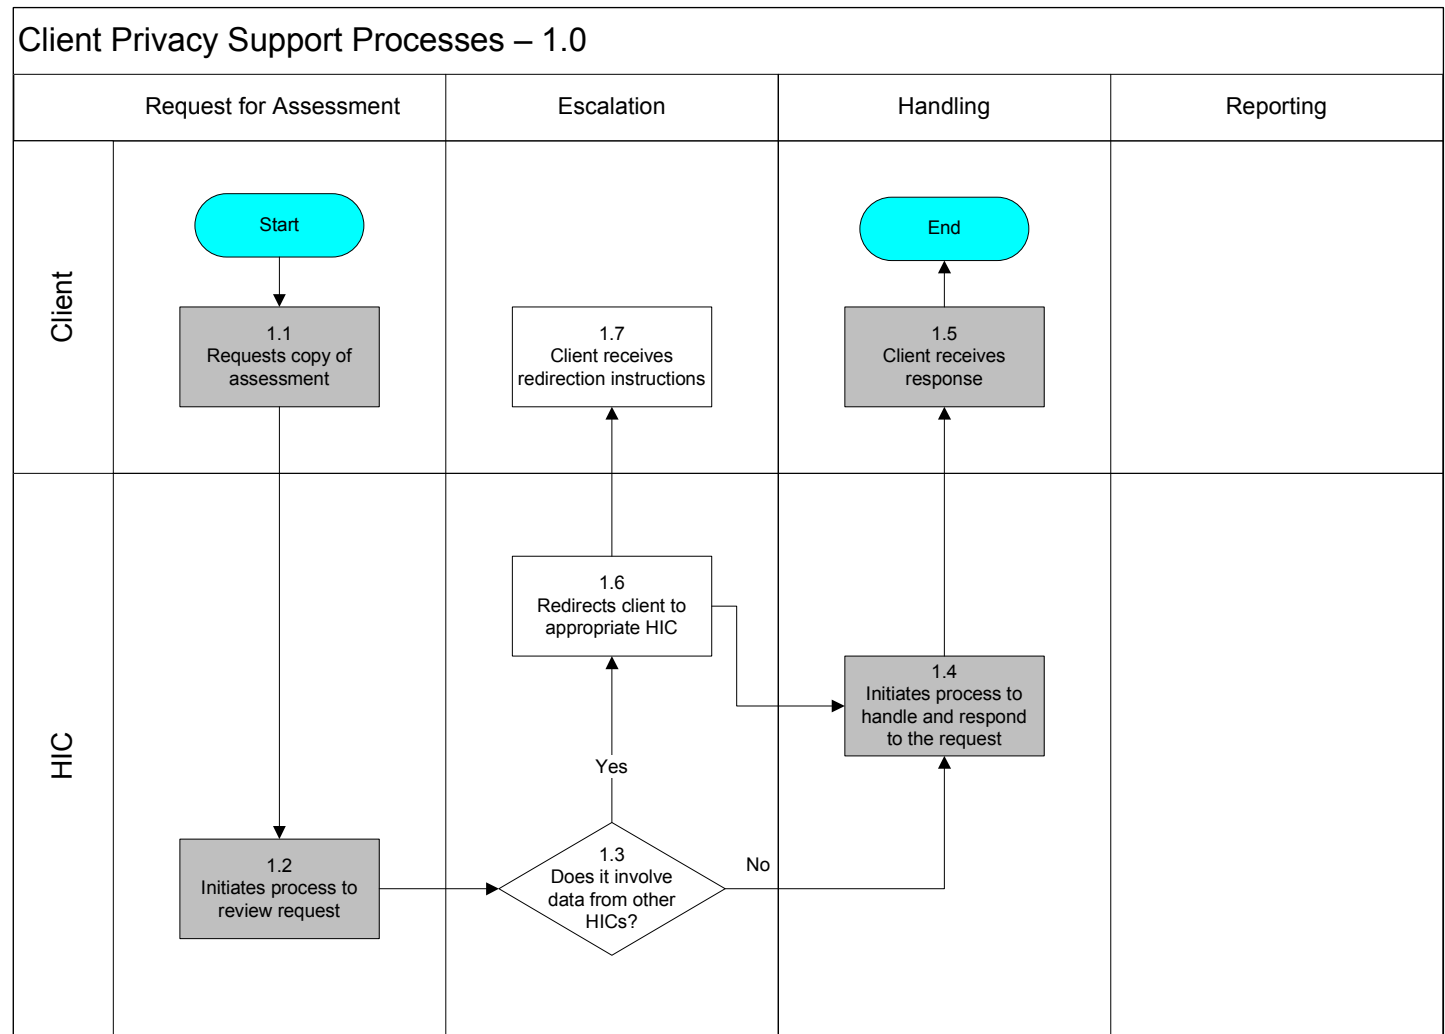 Client Privacy Support Processes – 1.0
Request for Assessment
Escalation
Handling
Reporting
Client
Start
End
1.1
Requests copy of
assessment
1.7
Client receives
redirection instructions
1.5
Client receives
response
HIC
1.6
Redirects client to
appropriate HIC
1.4
Initiates process to
handle and respond
to the request
Yes
1.2
Initiates process to
review request
1.3
Does it involve
data from other
HICs?
No